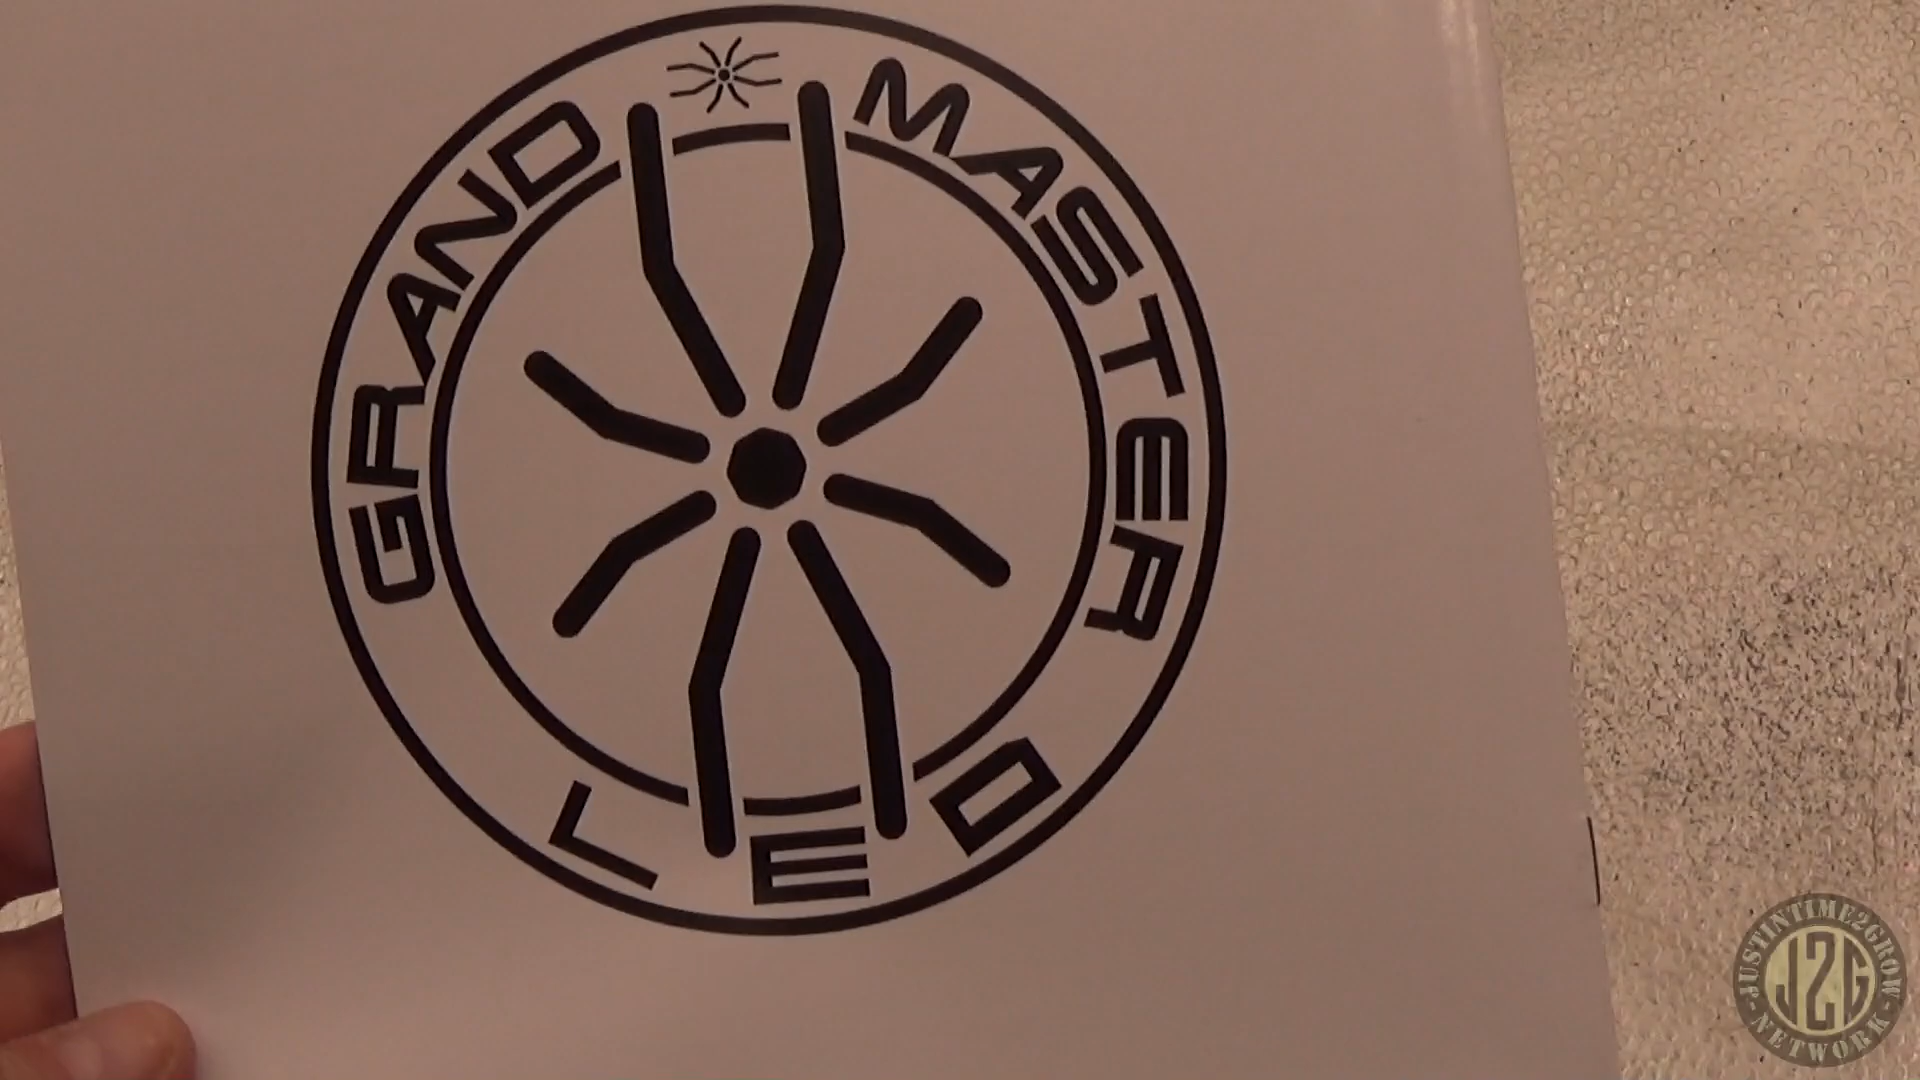 GRAND MASTER
LED
JUSTINTIME2GROW
J2G
NETWORK